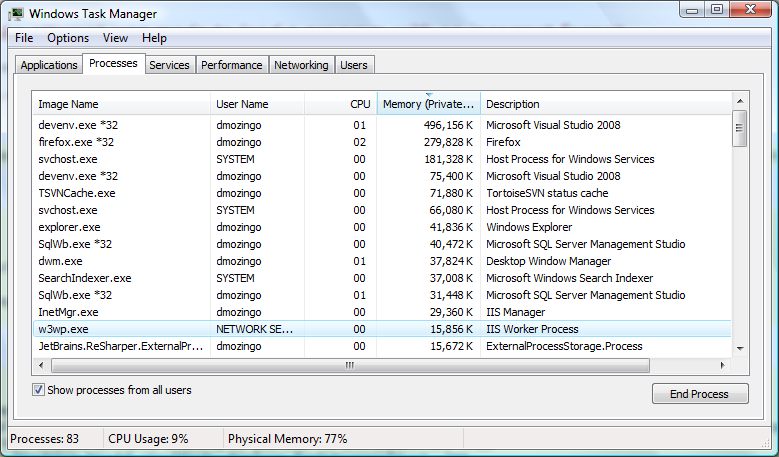 Windows Task Manager
File Options View Help
Applications Processes Services Performance Networking Users
Image Name User Name CPU Memory (Private... Description
devenv.exe *32 dmozingo 01 496,156 K Microsoft Visual Studio 2008
firefox.exe *32 dmozingo 02 279,828 K Firefox
svchost.exe SYSTEM 00 181,328 K Host Process for Windows Services
devenv.exe *32 dmozingo 00 75,400 K Microsoft Visual Studio 2008
TSVNCache.exe dmozingo 00 71,880 K TortoiseSVN status cache
svchost.exe SYSTEM 00 66,080 K Host Process for Windows Services
explorer.exe dmozingo 00 41,836 K Windows Explorer
SqlWb.exe *32 dmozingo 00 40,472 K Microsoft SQL Server Management Studio
dwm.exe dmozingo 01 37,824 K Desktop Window Manager
SearchIndexer.exe SYSTEM 00 37,008 K Microsoft Windows Search Indexer
SqlWb.exe *32 dmozingo 01 31,448 K Microsoft SQL Server Management Studio
InetMgr.exe dmozingo 00 29,360 K IIS Manager
w3wp.exe NETWORK SE... 00 15,856 K IIS Worker Process
JetBrains.ReSharper.ExternalPr... dmozingo 00 15,672 K ExternalProcessStorage.Process
Show processes from all users
End Process
Processes: 83 CPU Usage: 9% Physical Memory: 77%